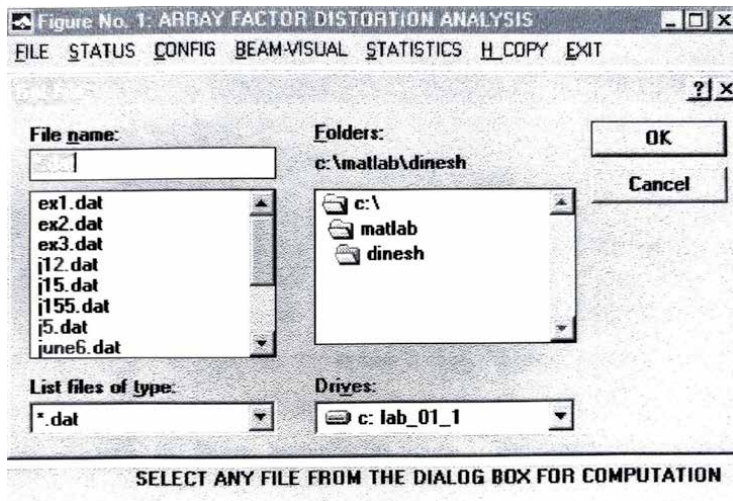 Figure No. 1: ARRAY FACTOR DISTORTION ANALYSIS
FILE STATUS CONFIG BEAM-VISUAL STATISTICS H_COPY EXIT
File name:
Folders:
OK
c:\matlab\dinesh
Cancel
ex1.dat
ex2.dat
ex3.dat
j12.dat
j15.dat
j155.dat
j5.dat
june6.dat
c:\
matlab
dinesh
List files of type:
Drives:
*.dat
c: lab_01_1
SELECT ANY FILE FROM THE DIALOG BOX FOR COMPUTATION